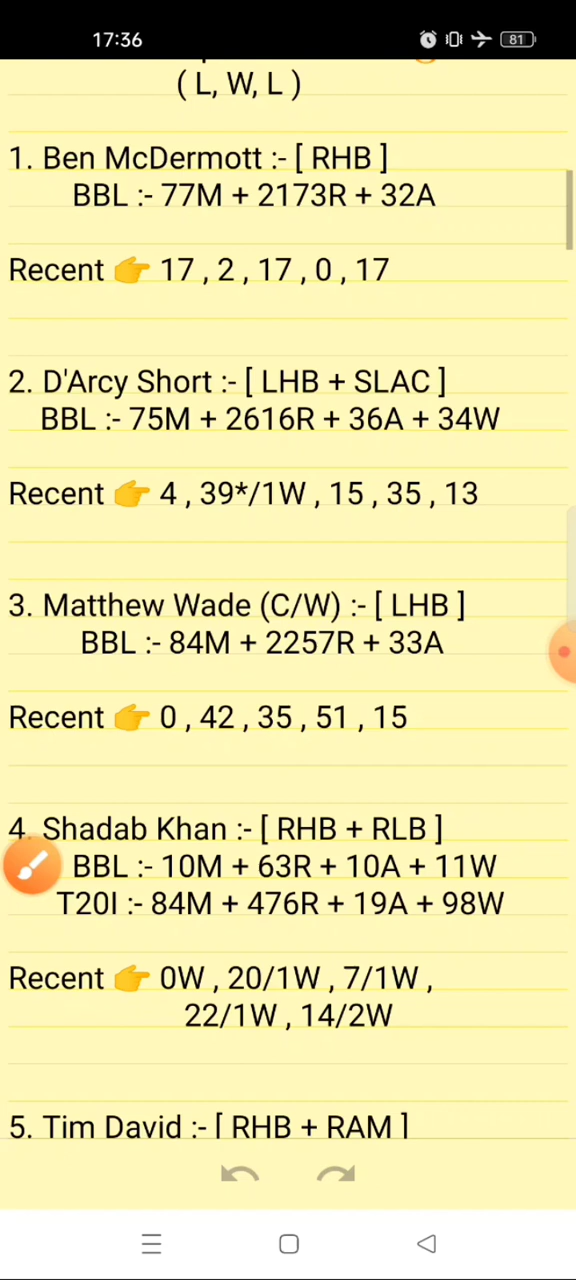 17:36
81
( L, W, L )
1. Ben McDermott :- [ RHB ]
BBL :- 77M + 2173R + 32A
Recent 👉 17 , 2 , 17 , 0 , 17
2. D'Arcy Short :- [ LHB + SLAC ]
BBL :- 75M + 2616R + 36A + 34W
Recent 👉 4 , 39*/1W , 15 , 35 , 13
3. Matthew Wade (C/W) :- [ LHB ]
BBL :- 84M + 2257R + 33A
Recent 👉 0 , 42 , 35 , 51 , 15
4. Shadab Khan :- [ RHB + RLB ]
BBL :- 10M + 63R + 10A + 11W
T20I :- 84M + 476R + 19A + 98W
Recent 👉 0W , 20/1W , 7/1W ,
22/1W , 14/2W
5. Tim David :- [ RHB + RAM ]